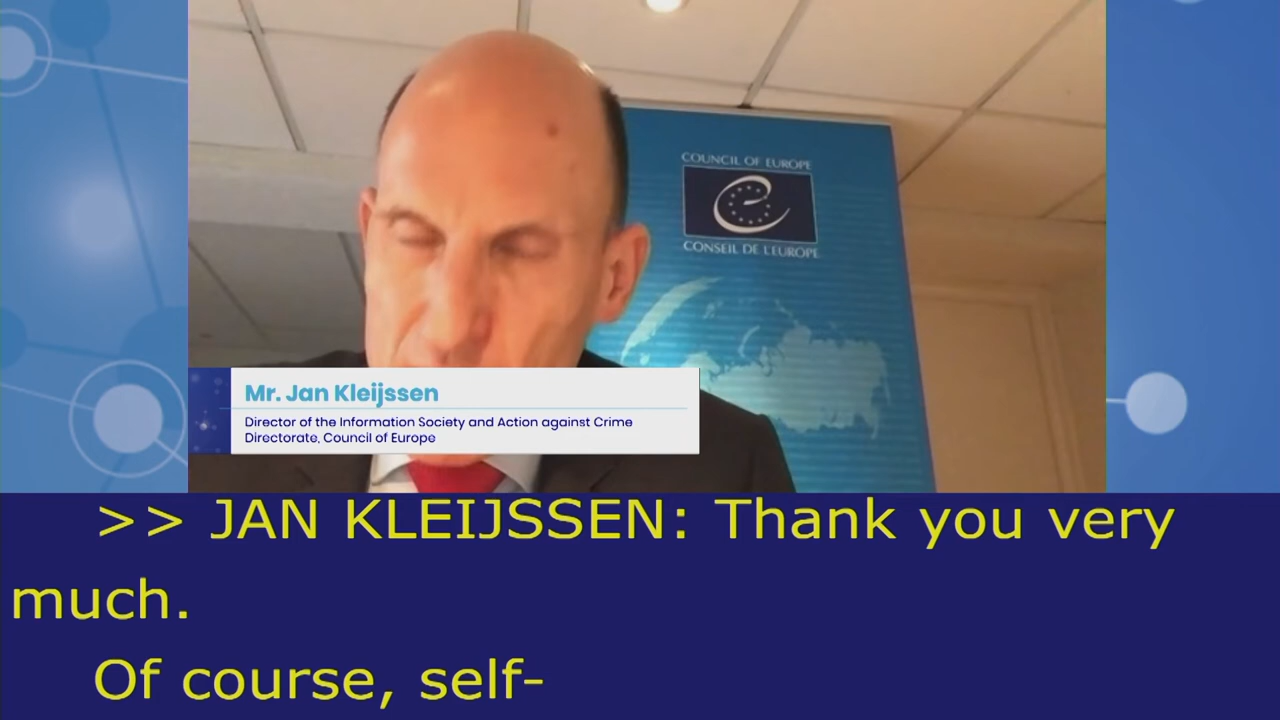 COUNCIL OF EUROPE
CONSEIL DE L'EUROPE
Mr. Jan Kleijssen
Director of the Information Society and Action against Crime
Directorate, Council of Europe
>> JAN KLEIJSSEN: Thank you very
much.
Of course, self-